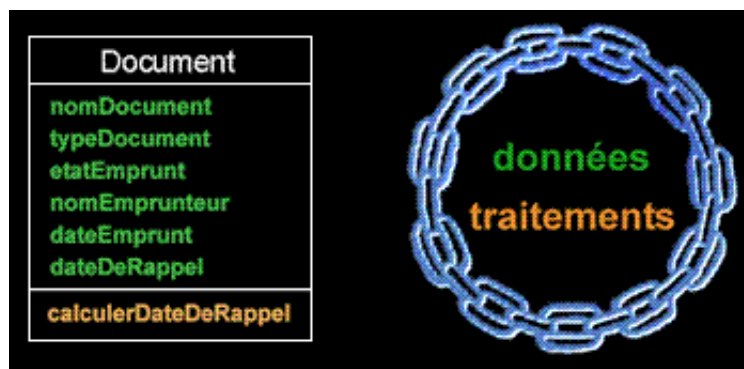 Document
nomDocument
typeDocument
etatEmprunt
nomEmprunteur
dateEmprunt
dateDeRappel
calculerDateDeRappel
données
traitements